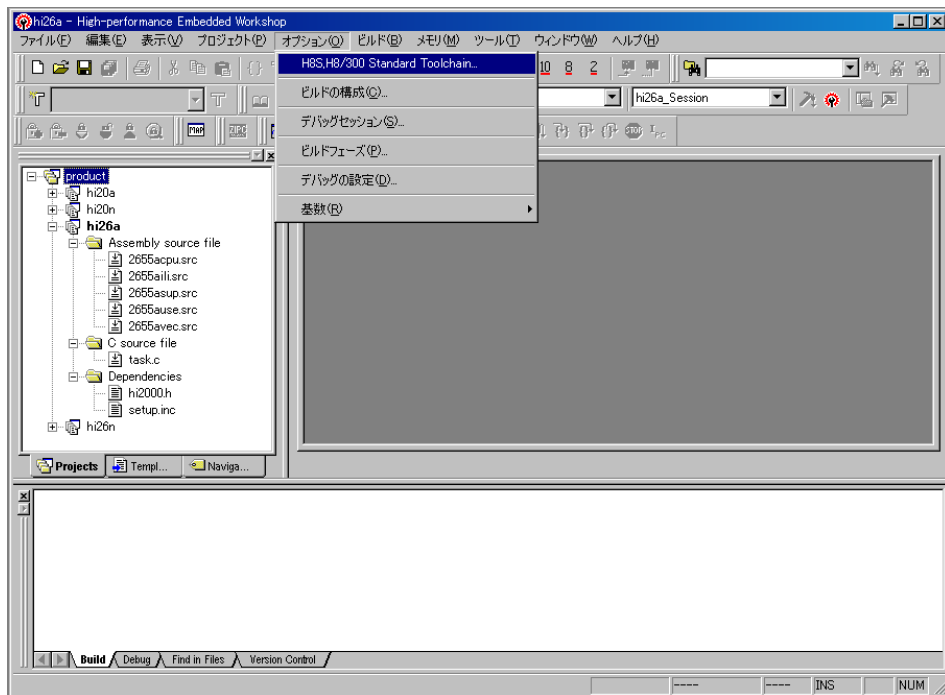 hi26a - High-performance Embedded Workshop
ファイル(F) 編集(E) 表示(V) プロジェクト(P) オプション(O) ビルド(B) メモリ(M) ツール(T) ウィンドウ(W) ヘルプ(H)
H8S,H8/300 Standard Toolchain...
ビルドの構成(C)...
デバッグセッション(S)...
ビルドフェーズ(P)...
デバッグの設定(D)...
基数(R)
10 8 2
hi26a_Session
MAP
product
hi20a
hi20n
hi26a
Assembly source file
2655acpu.src
2655aili.src
2655asup.src
2655ause.src
2655avec.src
C source file
task.c
Dependencies
hi2000.h
setup.inc
hi26n
Projects Templ... Naviga...
Build Debug Find in Files Version Control
---- ---- INS NUM